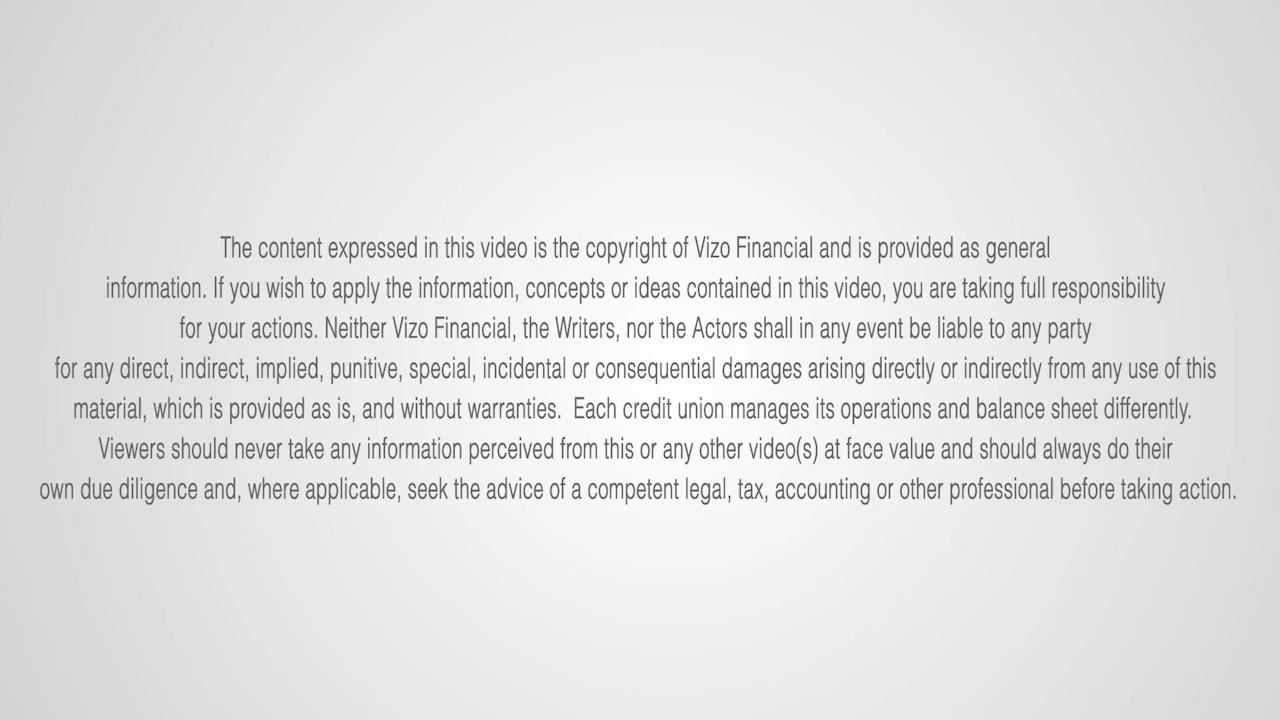 The content expressed in this video is the copyright of Vizo Financial and is provided as general
information. If you wish to apply the information, concepts or ideas contained in this video, you are taking full responsibility
for your actions. Neither Vizo Financial, the Writers, nor the Actors shall in any event be liable to any party
for any direct, indirect, implied, punitive, special, incidental or consequential damages arising directly or indirectly from any use of this
material, which is provided as is, and without warranties.  Each credit union manages its operations and balance sheet differently.
Viewers should never take any information perceived from this or any other video(s) at face value and should always do their
own due diligence and, where applicable, seek the advice of a competent legal, tax, accounting or other professional before taking action.